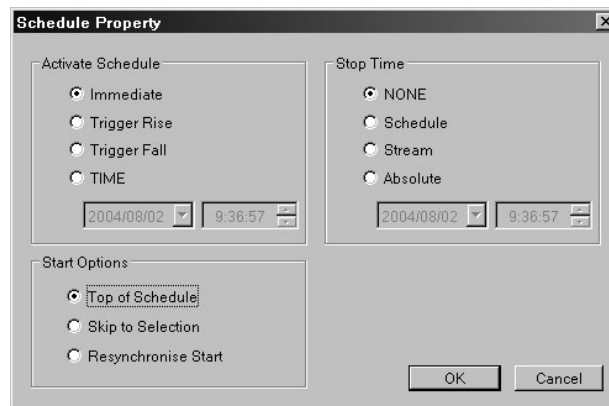 Schedule Property
Activate Schedule
Immediate
Trigger Rise
Trigger Fall
TIME
2004/08/02
9:36:57
Stop Time
NONE
Schedule
Stream
Absolute
2004/08/02
9:36:57
Start Options
Top of Schedule
Skip to Selection
Resynchronise Start
OK
Cancel